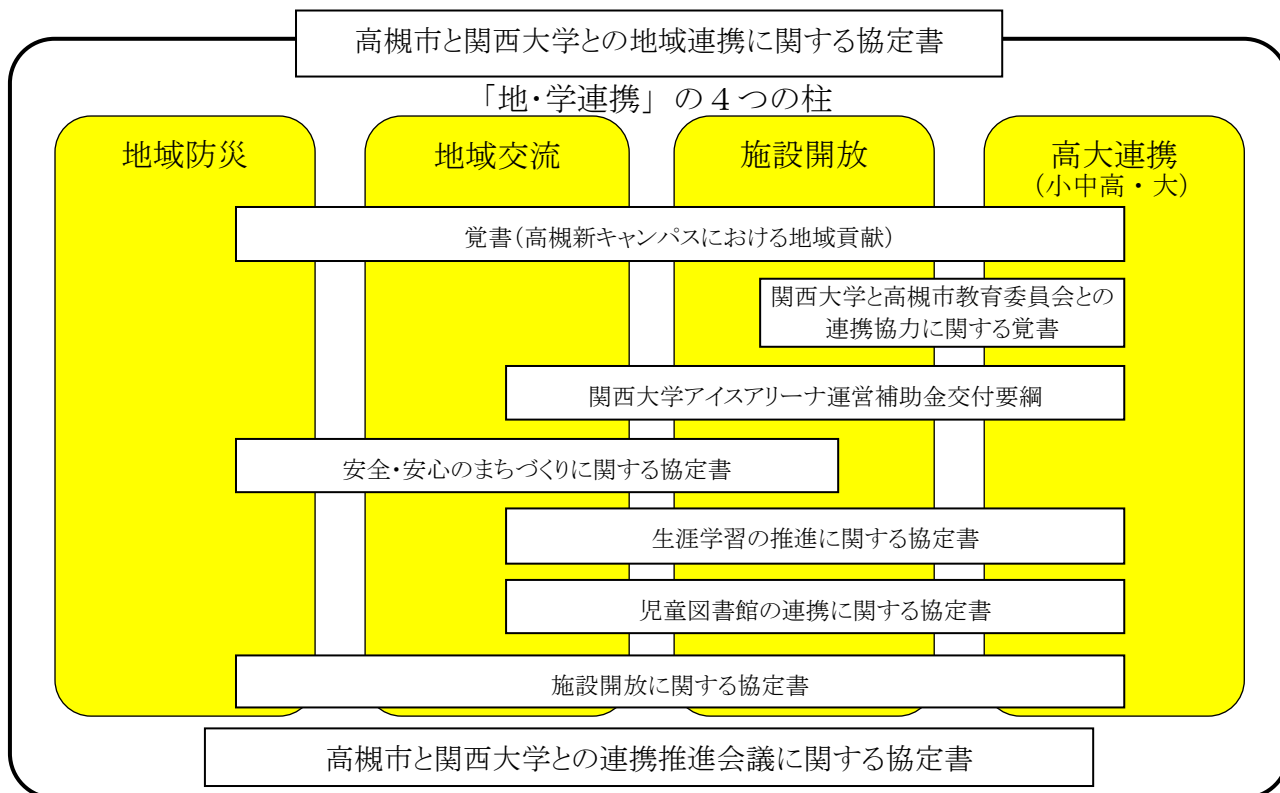 高槻市と関西大学との地域連携に関する協定書
「地・学連携」の４つの柱
地域防災
地域交流
施設開放
高大連携
（小中高・大）
覚書（高槻新キャンパスにおける地域貢献）
関西大学と高槻市教育委員会との
連携協力に関する覚書
関西大学アイスアリーナ運営補助金交付要綱
安全・安心のまちづくりに関する協定書
生涯学習の推進に関する協定書
児童図書館の連携に関する協定書
施設開放に関する協定書
高槻市と関西大学との連携推進会議に関する協定書